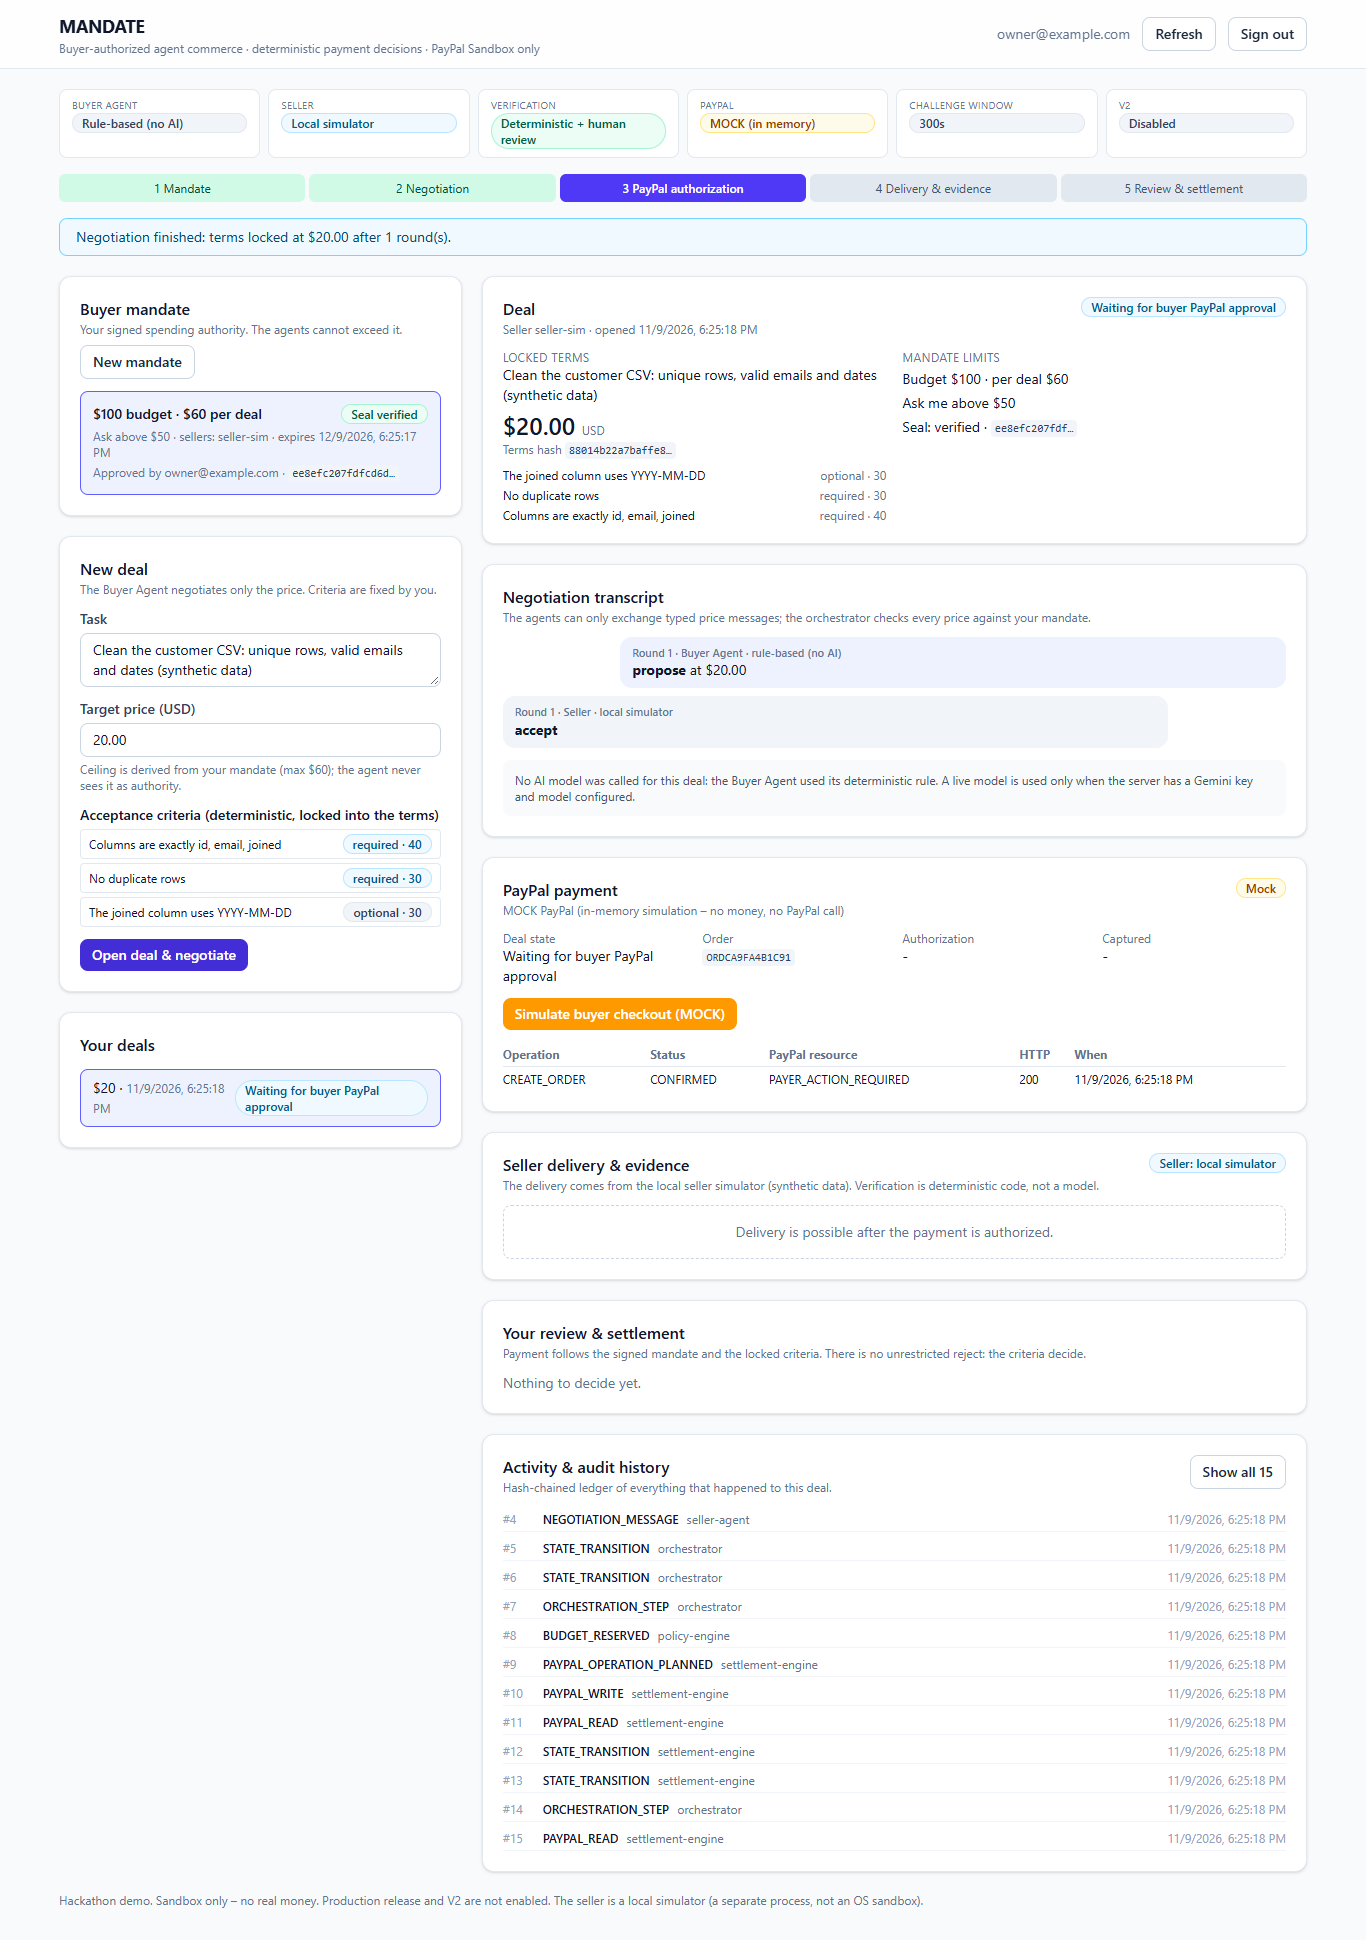 MANDATE
Buyer-authorized agent commerce · deterministic payment decisions · PayPal Sandbox only
owner@example.com
Refresh
Sign out
BUYER AGENT
Rule-based (no AI)
SELLER
Local simulator
VERIFICATION
Deterministic + human
review
PAYPAL
MOCK (in memory)
CHALLENGE WINDOW
300s
V2
Disabled
1 Mandate
2 Negotiation
3 PayPal authorization
4 Delivery & evidence
5 Review & settlement
Negotiation finished: terms locked at $20.00 after 1 round(s).
Buyer mandate
Your signed spending authority. The agents cannot exceed it.
New mandate
$100 budget · $60 per deal
Seal verified
Ask above $50 · sellers: seller-sim · expires 12/9/2026, 6:25:17
PM
Approved by owner@example.com · ee8efc207fdfcd6d…
New deal
The Buyer Agent negotiates only the price. Criteria are fixed by you.
Task
Clean the customer CSV: unique rows, valid emails
and dates (synthetic data)
Target price (USD)
20.00
Ceiling is derived from your mandate (max $60); the agent never
sees it as authority.
Acceptance criteria (deterministic, locked into the terms)
Columns are exactly id, email, joined
required · 40
No duplicate rows
required · 30
The joined column uses YYYY-MM-DD
optional · 30
Open deal & negotiate
Your deals
$20 · 11/9/2026, 6:25:18
PM
Waiting for buyer PayPal
approval
Deal
Waiting for buyer PayPal approval
Seller seller-sim · opened 11/9/2026, 6:25:18 PM
LOCKED TERMS
Clean the customer CSV: unique rows, valid emails and dates
(synthetic data)
$20.00 USD
Terms hash 88014b22a7baffe8…
The joined column uses YYYY-MM-DD
optional · 30
No duplicate rows
required · 30
Columns are exactly id, email, joined
required · 40
MANDATE LIMITS
Budget $100 · per deal $60
Ask me above $50
Seal: verified · ee8efc207fdf…
Negotiation transcript
The agents can only exchange typed price messages; the orchestrator checks every price against your mandate.
Round 1 · Buyer Agent · rule-based (no AI)
propose at $20.00
Round 1 · Seller · local simulator
accept
No AI model was called for this deal: the Buyer Agent used its deterministic rule. A live model is used only when the server has a Gemini key
and model configured.
PayPal payment
Mock
MOCK PayPal (in-memory simulation – no money, no PayPal call)
Deal state
Waiting for buyer PayPal
approval
Order
ORDCA9FA4B1C91
Authorization
-
Captured
-
Simulate buyer checkout (MOCK)
Operation Status PayPal resource HTTP When
CREATE_ORDER CONFIRMED PAYER_ACTION_REQUIRED 200 11/9/2026, 6:25:18 PM
Seller delivery & evidence
Seller: local simulator
The delivery comes from the local seller simulator (synthetic data). Verification is deterministic code, not a model.
Delivery is possible after the payment is authorized.
Your review & settlement
Payment follows the signed mandate and the locked criteria. There is no unrestricted reject: the criteria decide.
Nothing to decide yet.
Activity & audit history
Show all 15
Hash-chained ledger of everything that happened to this deal.
#4 NEGOTIATION_MESSAGE seller-agent 11/9/2026, 6:25:18 PM
#5 STATE_TRANSITION orchestrator 11/9/2026, 6:25:18 PM
#6 STATE_TRANSITION orchestrator 11/9/2026, 6:25:18 PM
#7 ORCHESTRATION_STEP orchestrator 11/9/2026, 6:25:18 PM
#8 BUDGET_RESERVED policy-engine 11/9/2026, 6:25:18 PM
#9 PAYPAL_OPERATION_PLANNED settlement-engine 11/9/2026, 6:25:18 PM
#10 PAYPAL_WRITE settlement-engine 11/9/2026, 6:25:18 PM
#11 PAYPAL_READ settlement-engine 11/9/2026, 6:25:18 PM
#12 STATE_TRANSITION settlement-engine 11/9/2026, 6:25:18 PM
#13 STATE_TRANSITION settlement-engine 11/9/2026, 6:25:18 PM
#14 ORCHESTRATION_STEP orchestrator 11/9/2026, 6:25:18 PM
#15 PAYPAL_READ settlement-engine 11/9/2026, 6:25:18 PM
Hackathon demo. Sandbox only – no real money. Production release and V2 are not enabled. The seller is a local simulator (a separate process, not an OS sandbox).